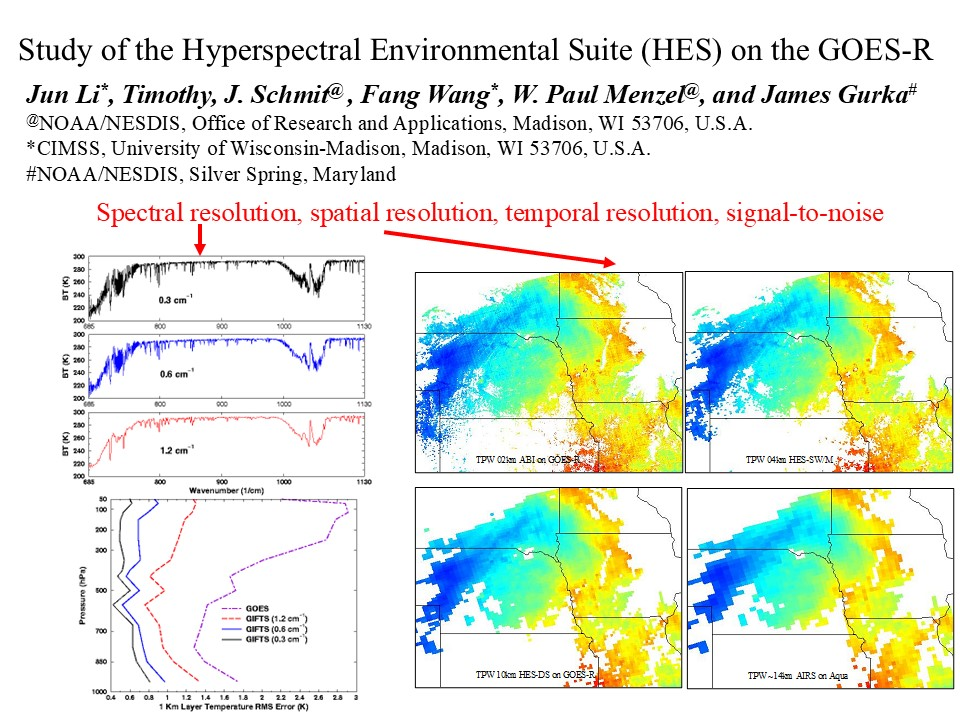 Study of the Hyperspectral Environmental Suite (HES) on the GOES-R
Jun Li*, Timothy, J. Schmit@ , Fang Wang*, W. Paul Menzel@, and James Gurka#
@NOAA/NESDIS, Office of Research and Applications, Madison, WI 53706, U.S.A.
*CIMSS, University of Wisconsin-Madison, Madison, WI 53706, U.S.A.
#NOAA/NESDIS, Silver Spring, Maryland
Spectral resolution, spatial resolution, temporal resolution, signal-to-noise
300
280
260
240
220
200
BT (K)
0.3 cm⁻¹
685 800 900 1000 1130
300
280
260
240
220
200
BT (K)
0.6 cm⁻¹
685 800 900 1000 1130
300
280
260
240
220
BT (K)
1.2 cm⁻¹
685 800 900 1000 1130
Wavenumber (1/cm)
50
100
200
300
500
700
850
1000
Pressure (hPa)
GOES
GIFTS (1.2 cm⁻¹)
GIFTS (0.6 cm⁻¹)
GIFTS (0.3 cm⁻¹)
0.4 0.6 0.8 1 1.2 1.4 1.6 1.8 2 2.2 2.4 2.6 2.8 3
1 Km Layer Temperature RMS Error (K)
TPW 02km ABI on GOES-R
TPW 04km HES-SW/M
TPW 10km HES-DS on GOES-R
TPW ~14km AIRS on Aqua